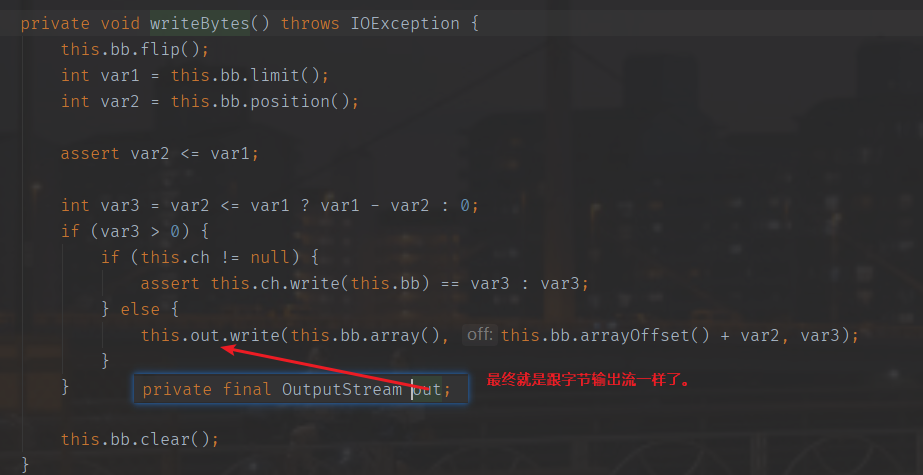 private void writeBytes() throws IOException {
this.bb.flip();
int var1 = this.bb.limit();
int var2 = this.bb.position();
assert var2 <= var1;
int var3 = var2 <= var1 ? var1 - var2 : 0;
if (var3 > 0) {
if (this.ch != null) {
assert this.ch.write(this.bb) == var3 : var3;
} else {
this.out.write(this.bb.array(), off: this.bb.arrayOffset() + var2, var3);
}
}
private final OutputStream out;
最终就是跟字节输出流一样了。
this.bb.clear();
}